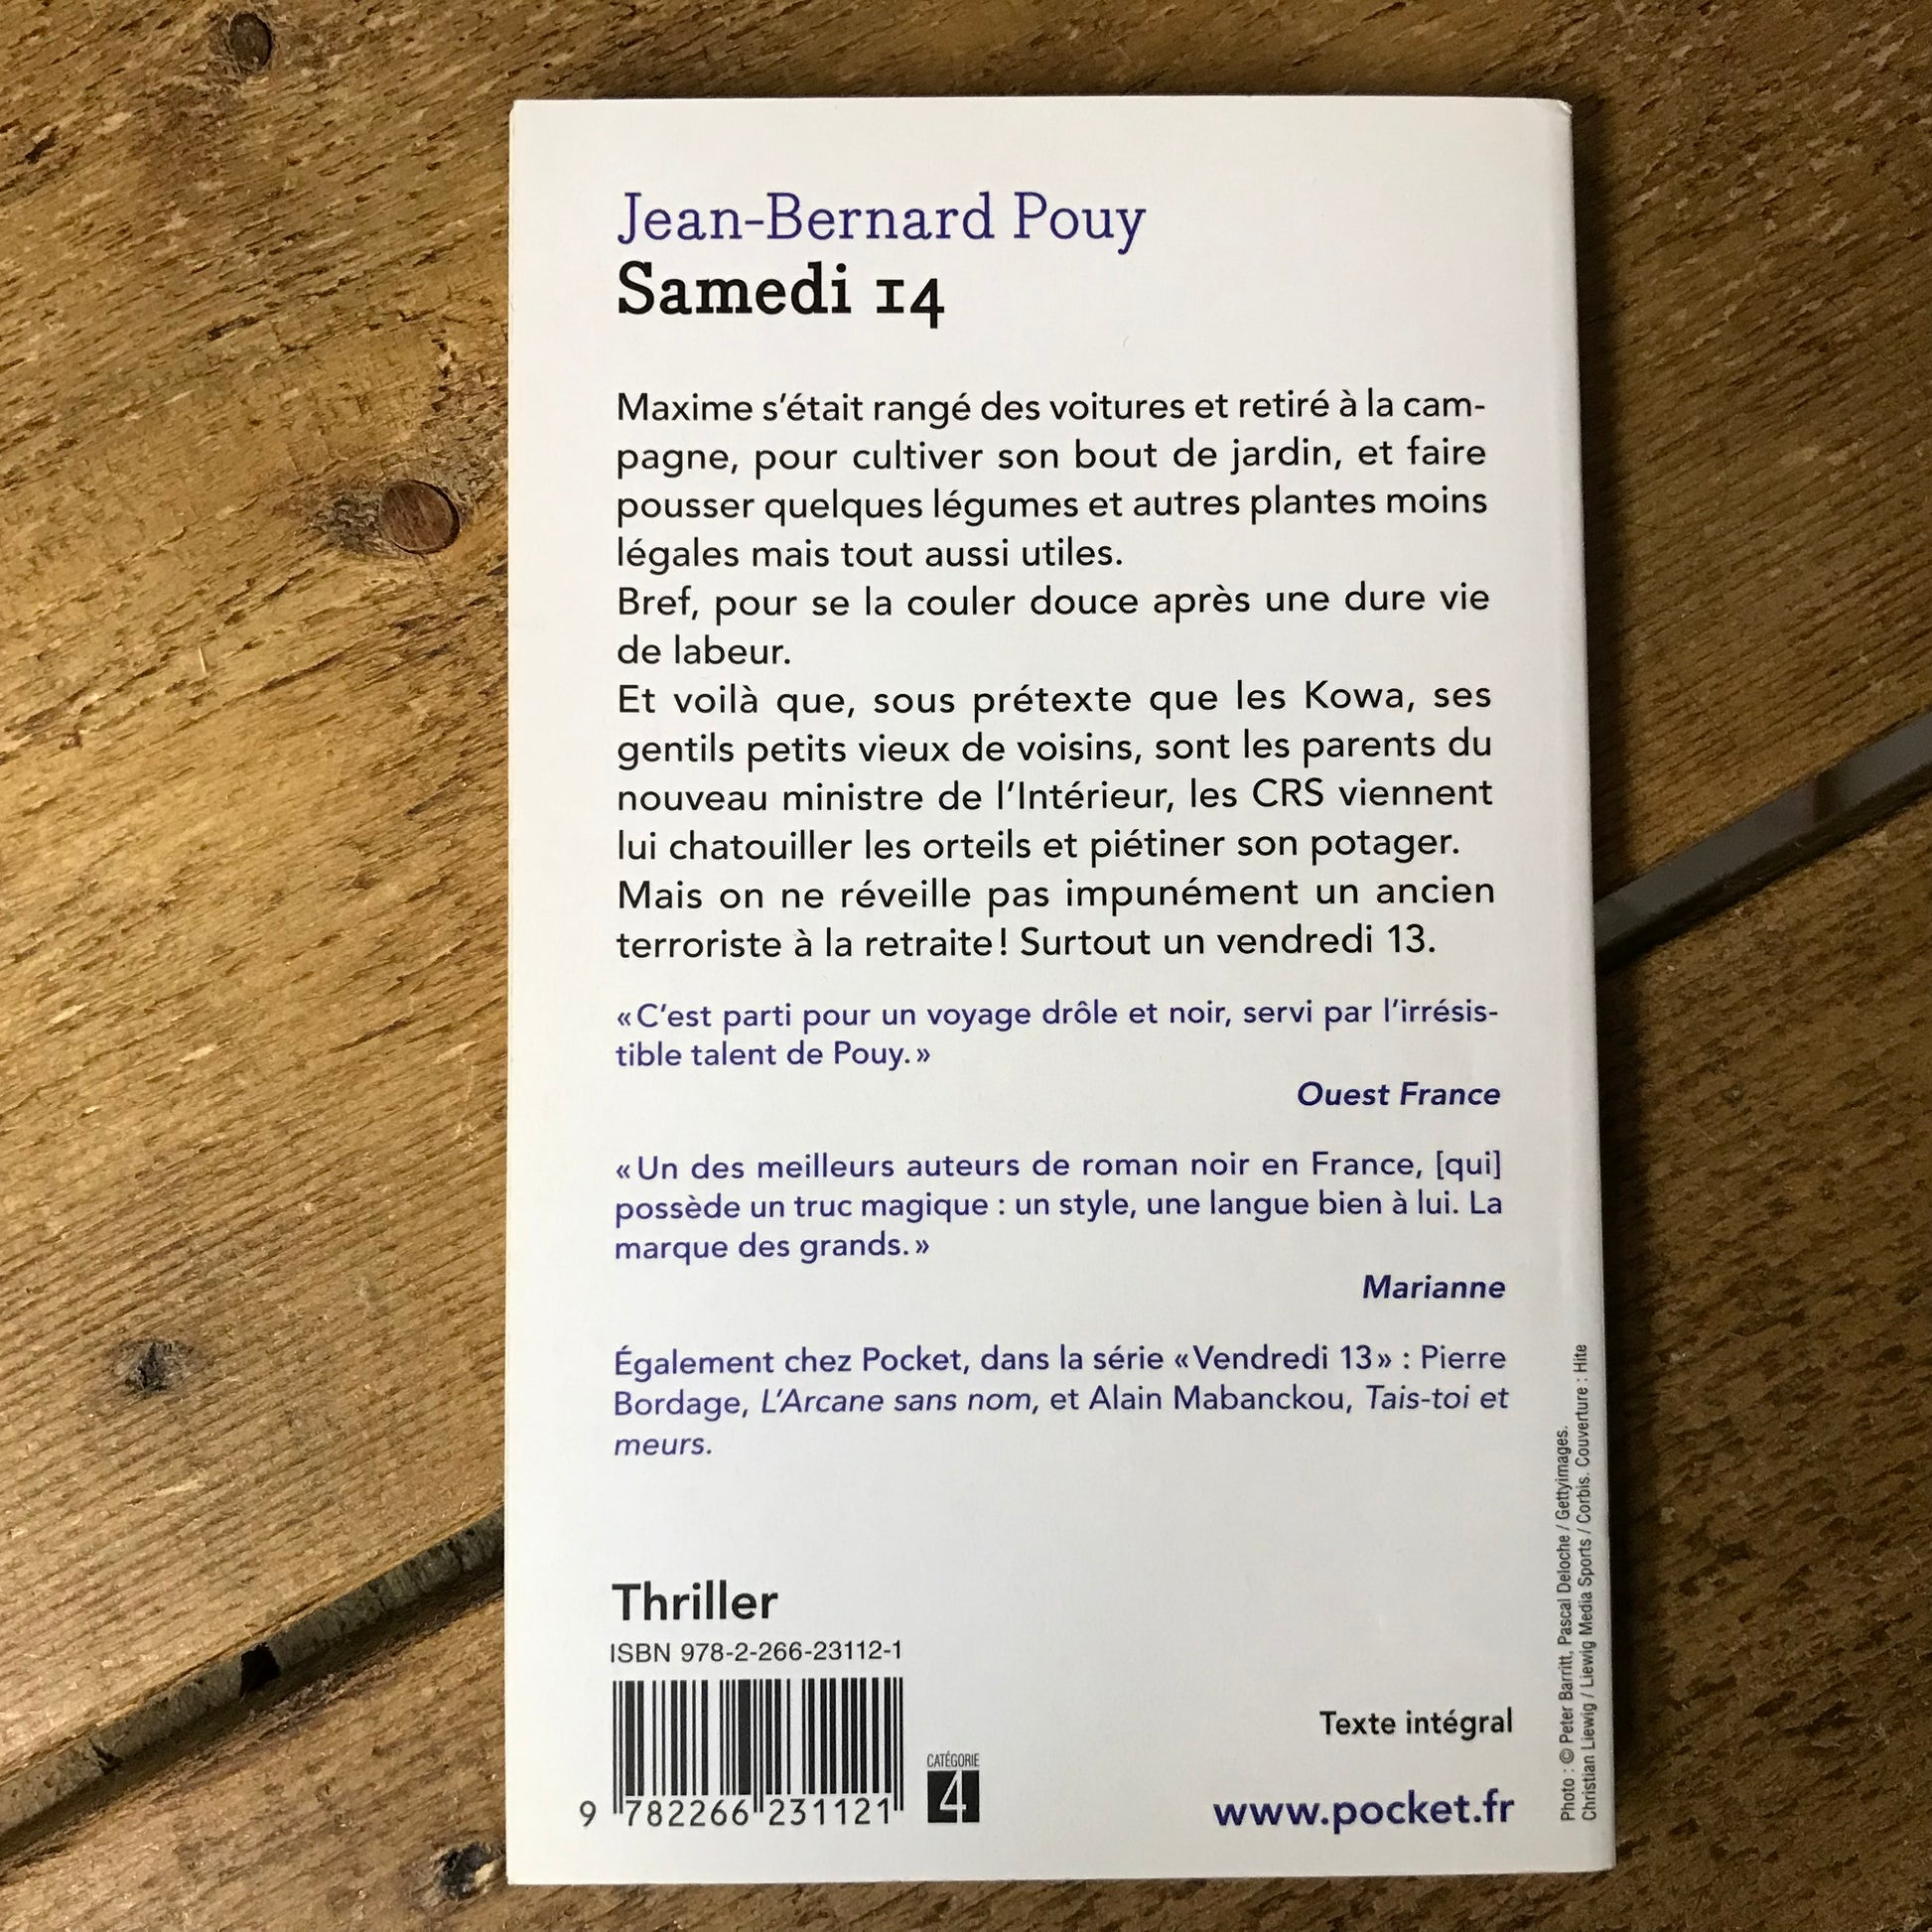 Jean-Bernard Pouy
Samedi 14
Maxime s'était rangé des voitures et retiré à la cam-
pagne, pour cultiver son bout de jardin, et faire
pousser quelques légumes et autres plantes moins
légales mais tout aussi utiles.
Bref, pour se la couler douce après une dure vie
de labeur.
Et voilà que, sous prétexte que les Kowa, ses
gentils petits vieux de voisins, sont les parents du
nouveau ministre de l'Intérieur, les CRS viennent
lui chatouiller les orteils et piétiner son potager.
Mais on ne réveille pas impunément un ancien
terroriste à la retraite ! Surtout un vendredi 13.
« C'est parti pour un voyage drôle et noir, servi par l'irrésis-
tible talent de Pouy. »
Ouest France
« Un des meilleurs auteurs de roman noir en France, [qui]
possède un truc magique : un style, une langue bien à lui. La
marque des grands. »
Marianne
Également chez Pocket, dans la série « Vendredi 13 » : Pierre
Bordage, L'Arcane sans nom, et Alain Mabanckou, Tais-toi et
meurs.
Thriller
ISBN 978-2-266-23112-1
9 782266 231121
CATÉGORIE
4
Texte intégral
www.pocket.fr
Photo : © Peter Barritt, Pascal Deloche / Gettyimages.
Christian Liewig / Liewig Media Sports / Corbis. Couverture : Hite